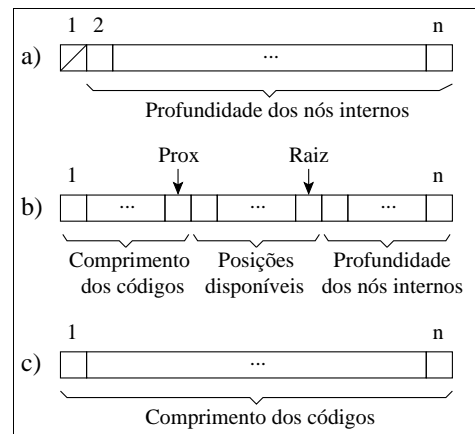 1 2 n
a) ...
Profundidade dos nós internos
Prox Raiz
1 n
b) ... ... ...
Comprimento Posições Profundidade
dos códigos disponíveis dos nós internos
1 n
c) ...
Comprimento dos códigos